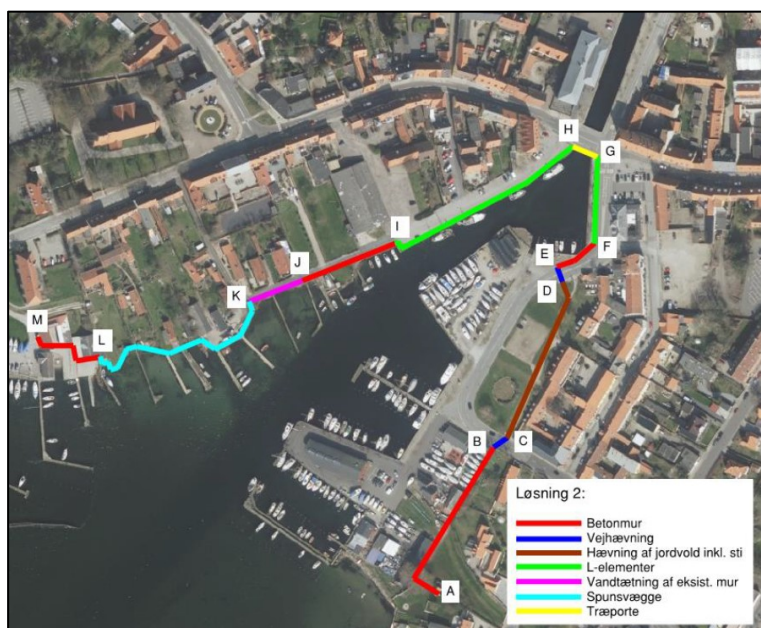 H
G
I
F
E
J
D
K
M
L
B
C
Løsning 2:
Betonmur
Vejhævning
Hævning af jordvold inkl. sti
L-elementer
Vandtætning af eksist. mur
Spunsvægge
Træporte
A